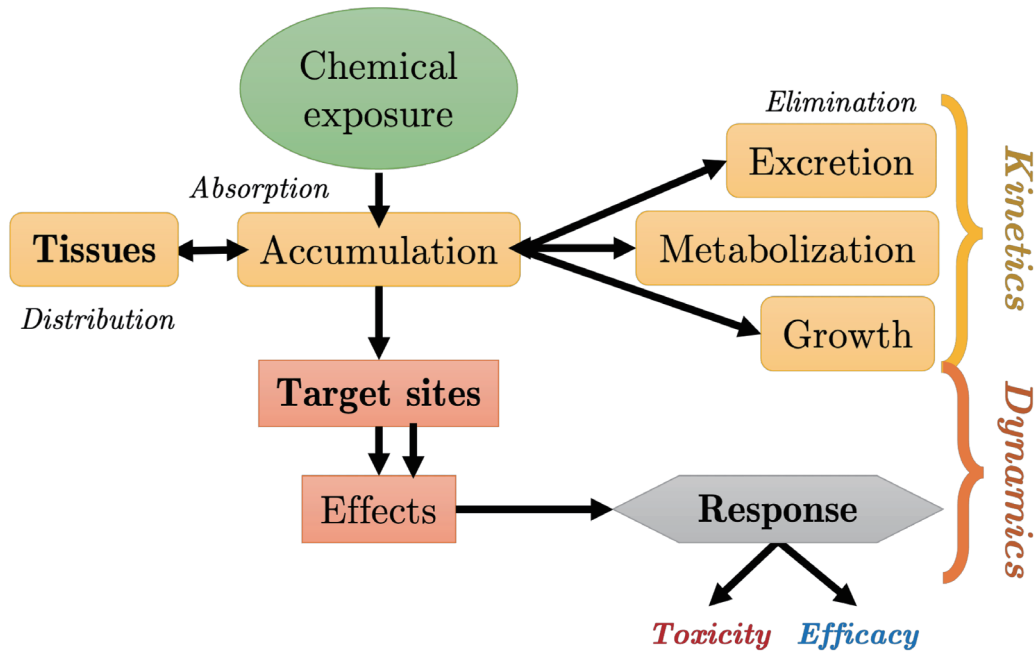 Chemical
exposure
Elimination
Excretion
Absorption
Tissues
Accumulation
Metabolization
Distribution
Growth
Kinetics
Target sites
Effects
Response
Dynamics
Toxicity
Efficacy